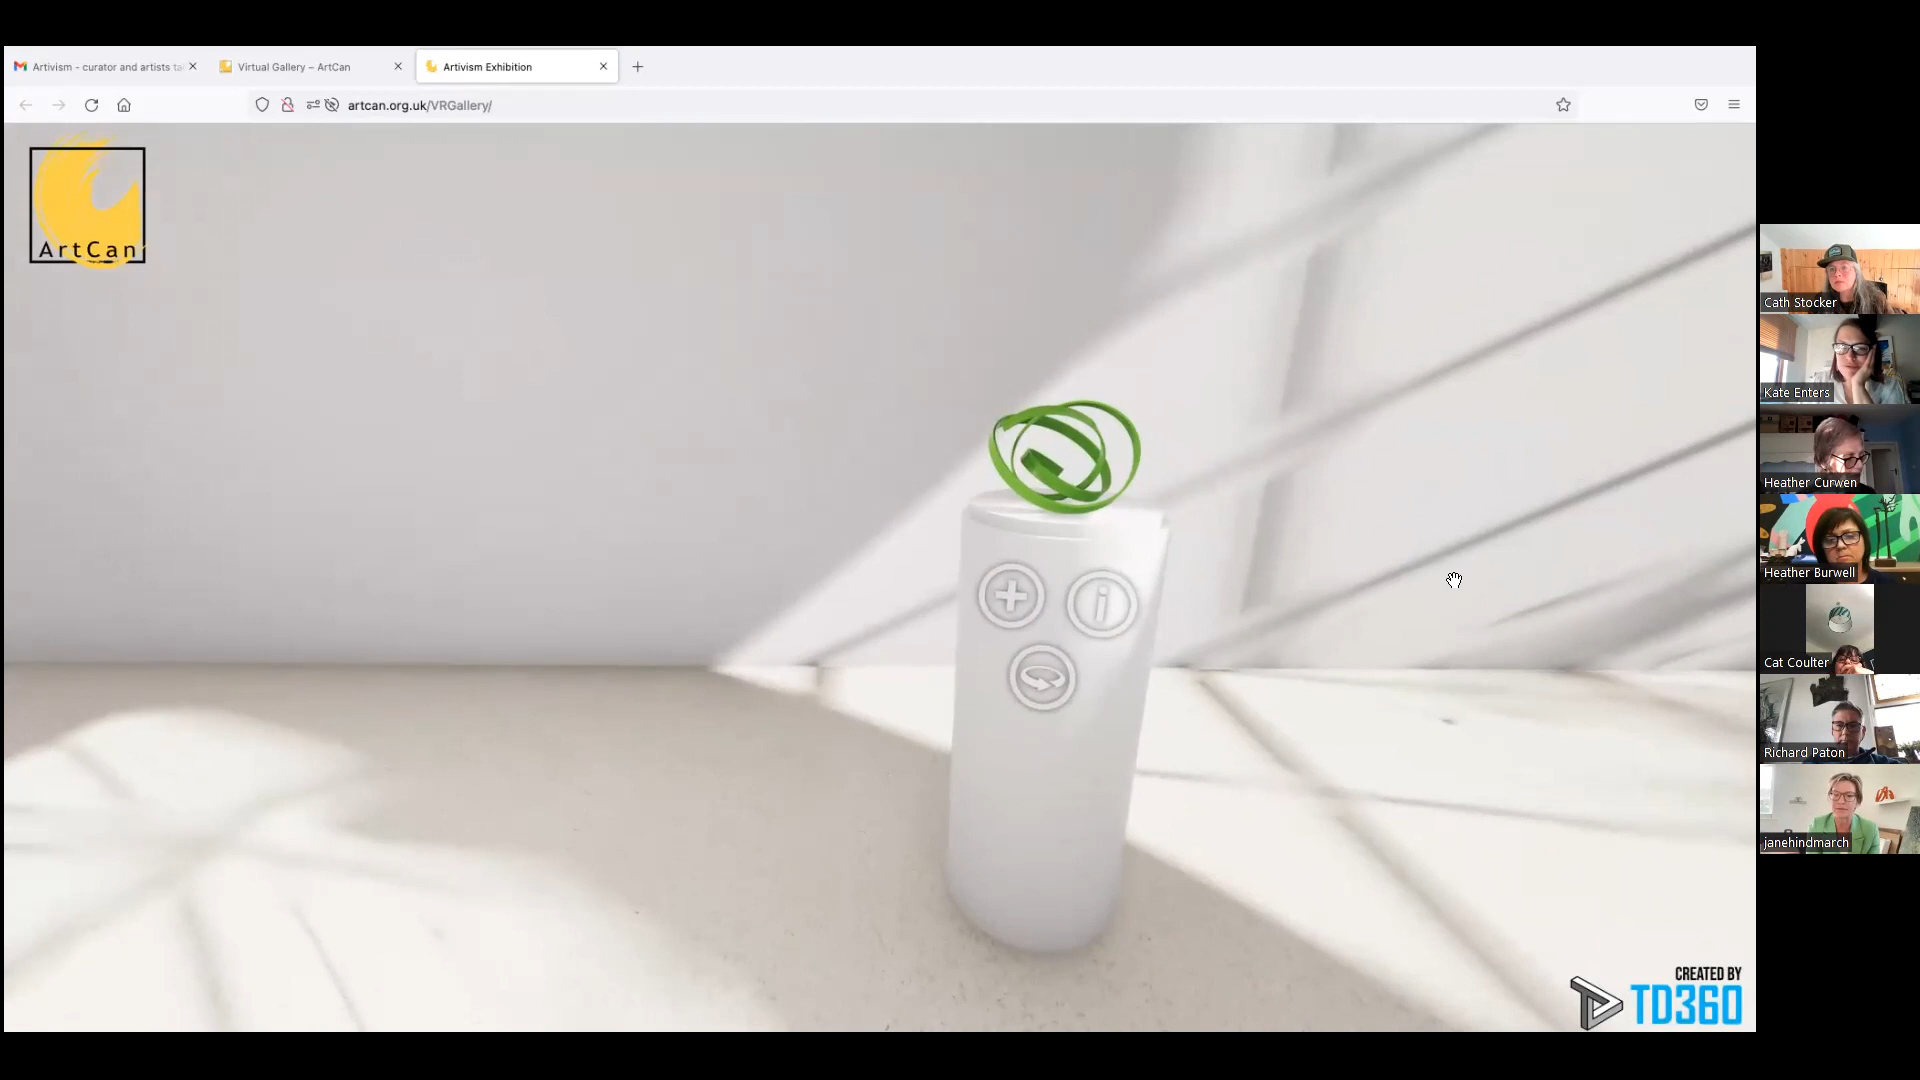 Artivism - curator and artists ta
Virtual Gallery – ArtCan
Artivism Exhibition
artcan.org.uk/VRGallery/
ArtCan
i
CREATED BY
TD360
Cath Stocker
Kate Enters
Heather Curwen
Heather Burwell
Cat Coulter
Richard Paton
janehindmarch